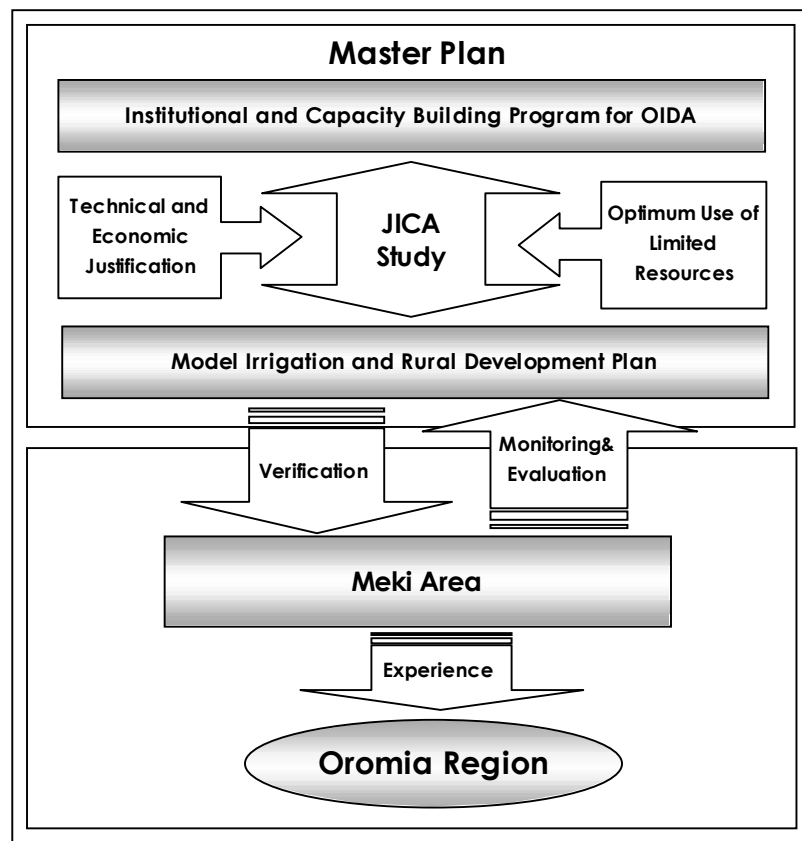 Master Plan
Institutional and Capacity Building Program for OIDA
Technical and
Economic
Justification
JICA
Study
Optimum Use of
Limited
Resources
Model Irrigation and Rural Development Plan
Verification
Monitoring&
Evaluation
Meki Area
Experience
Oromia Region